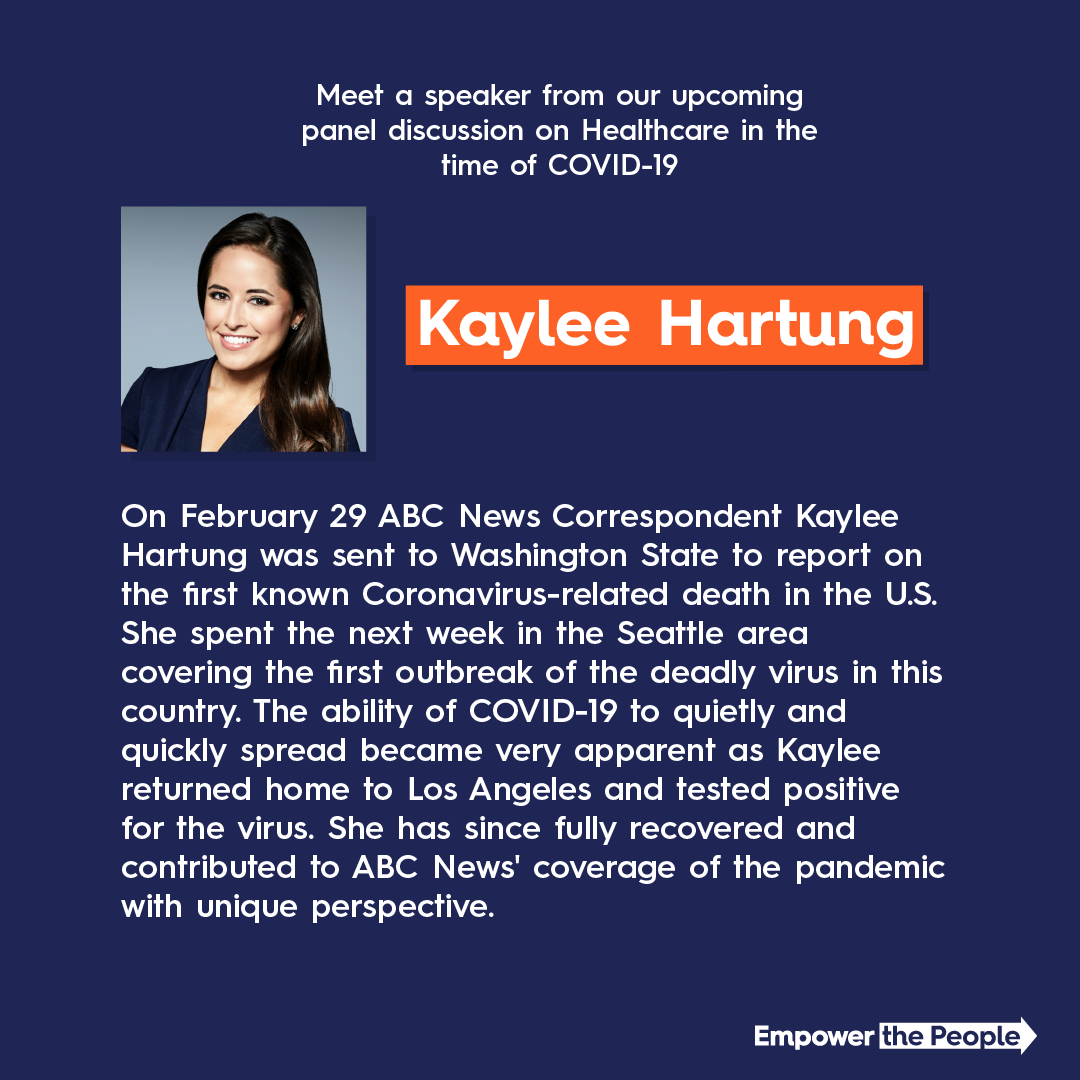 Meet a speaker from our upcoming
panel discussion on Healthcare in the
time of COVID-19
Kaylee Hartung
On February 29 ABC News Correspondent Kaylee
Hartung was sent to Washington State to report on
the first known Coronavirus-related death in the U.S.
She spent the next week in the Seattle area
covering the first outbreak of the deadly virus in this
country. The ability of COVID-19 to quietly and
quickly spread became very apparent as Kaylee
returned home to Los Angeles and tested positive
for the virus. She has since fully recovered and
contributed to ABC News' coverage of the pandemic
with unique perspective.
Empower the People